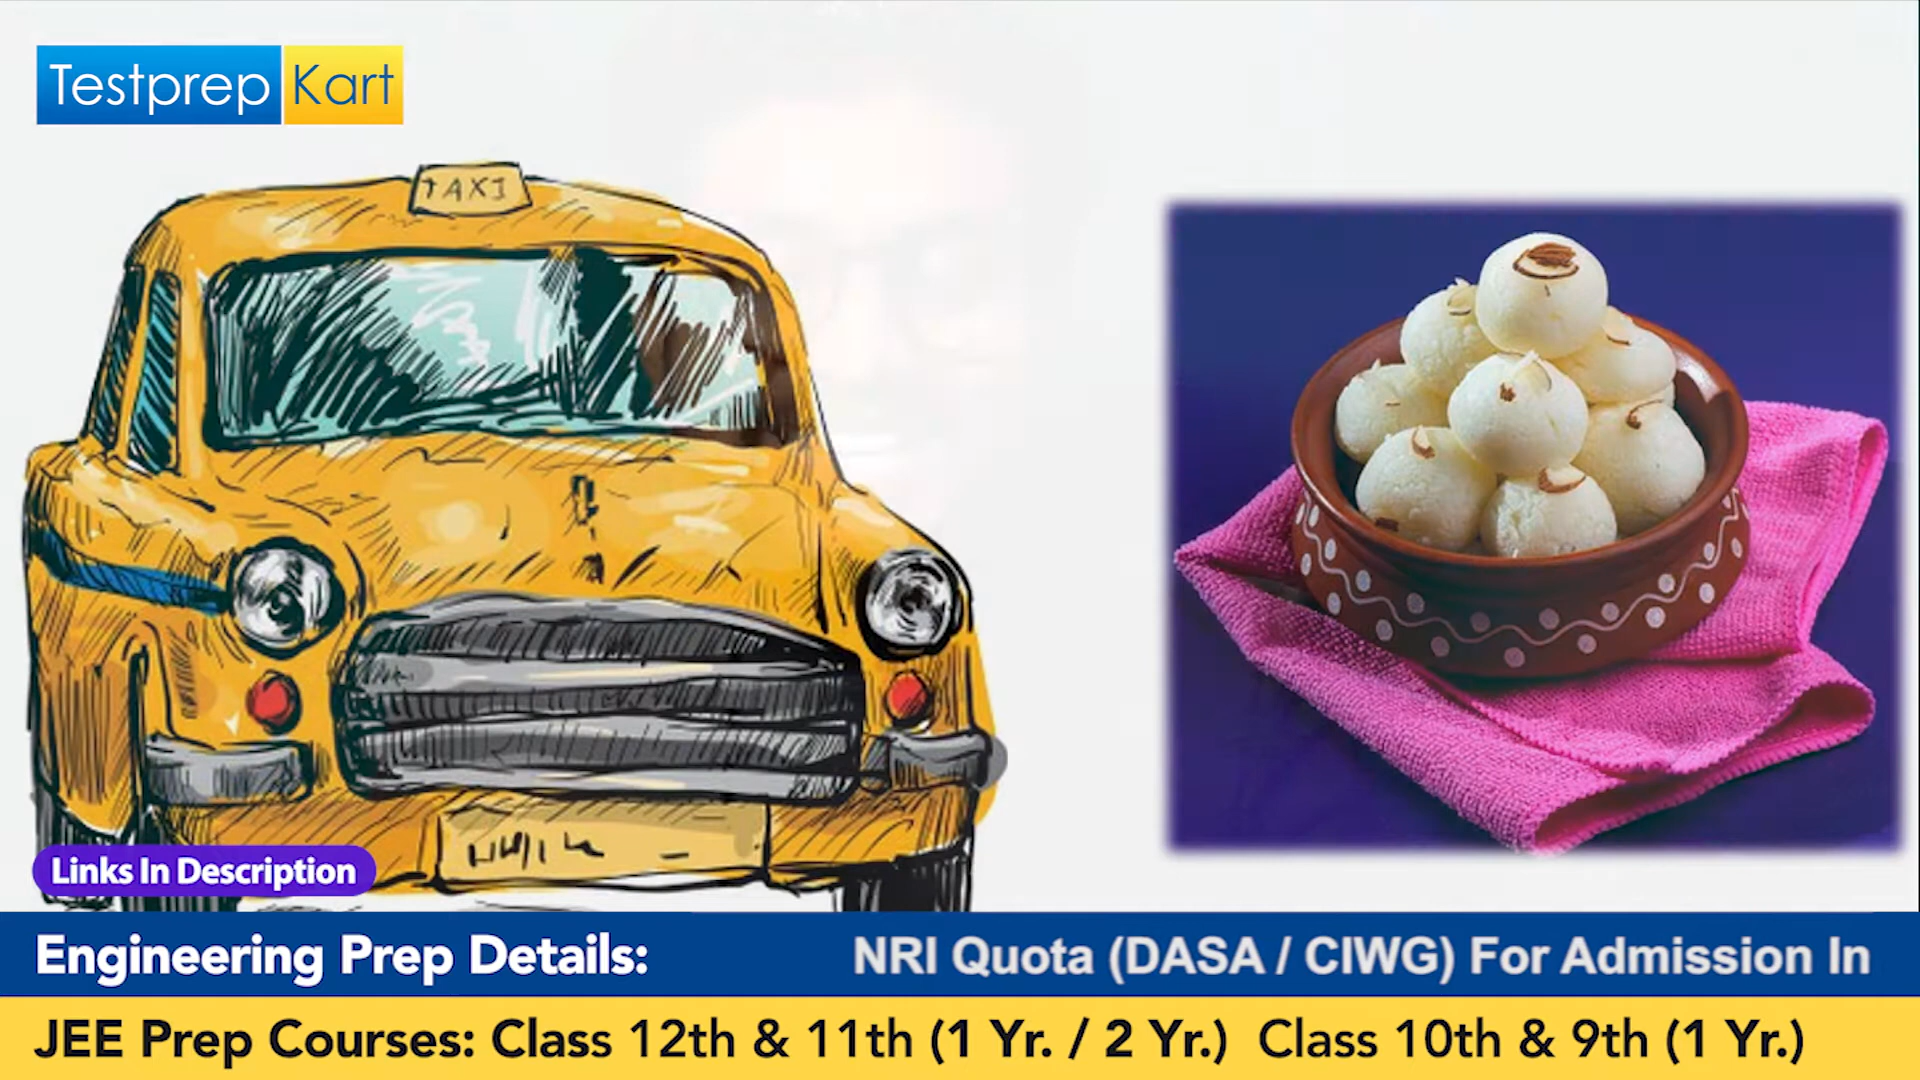 Testprep Kart
TAXI
Links In Description
Engineering Prep Details:
NRI Quota (DASA / CIWG) For Admission In
JEE Prep Courses: Class 12th & 11th (1 Yr. / 2 Yr.) Class 10th & 9th (1 Yr.)